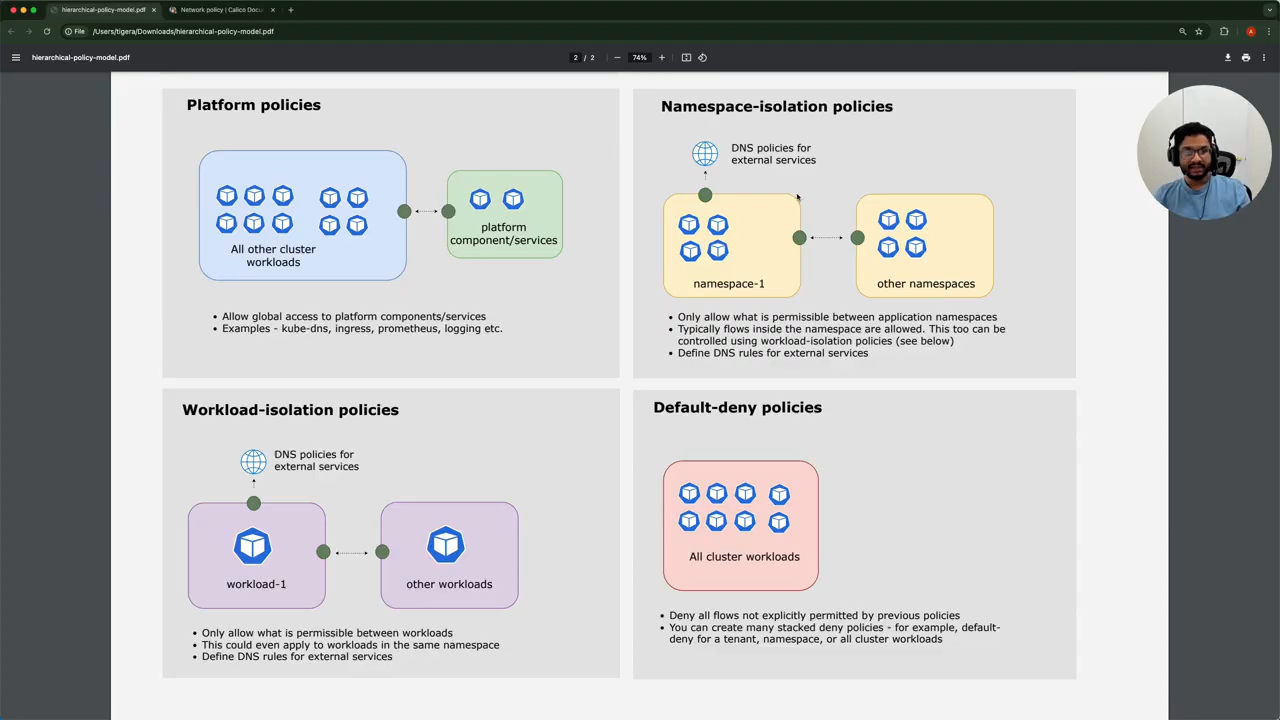 hierarchical-policy-model.pdf
Network policy | Calico Docu
File
/Users/tigera/Downloads/hierarchical-policy-model.pdf
A
hierarchical-policy-model.pdf
2 / 2
74%
Platform policies
All other cluster
workloads
platform
component/services
• Allow global access to platform components/services
• Examples - kube-dns, ingress, prometheus, logging etc.
Namespace-isolation policies
DNS policies for
external services
namespace-1
other namespaces
• Only allow what is permissible between application namespaces
• Typically flows inside the namespace are allowed. This too can be
controlled using workload-isolation policies (see below)
• Define DNS rules for external services
Workload-isolation policies
DNS policies for
external services
workload-1
other workloads
• Only allow what is permissible between workloads
• This could even apply to workloads in the same namespace
• Define DNS rules for external services
Default-deny policies
All cluster workloads
• Deny all flows not explicitly permitted by previous policies
• You can create many stacked deny policies - for example, default-
deny for a tenant, namespace, or all cluster workloads